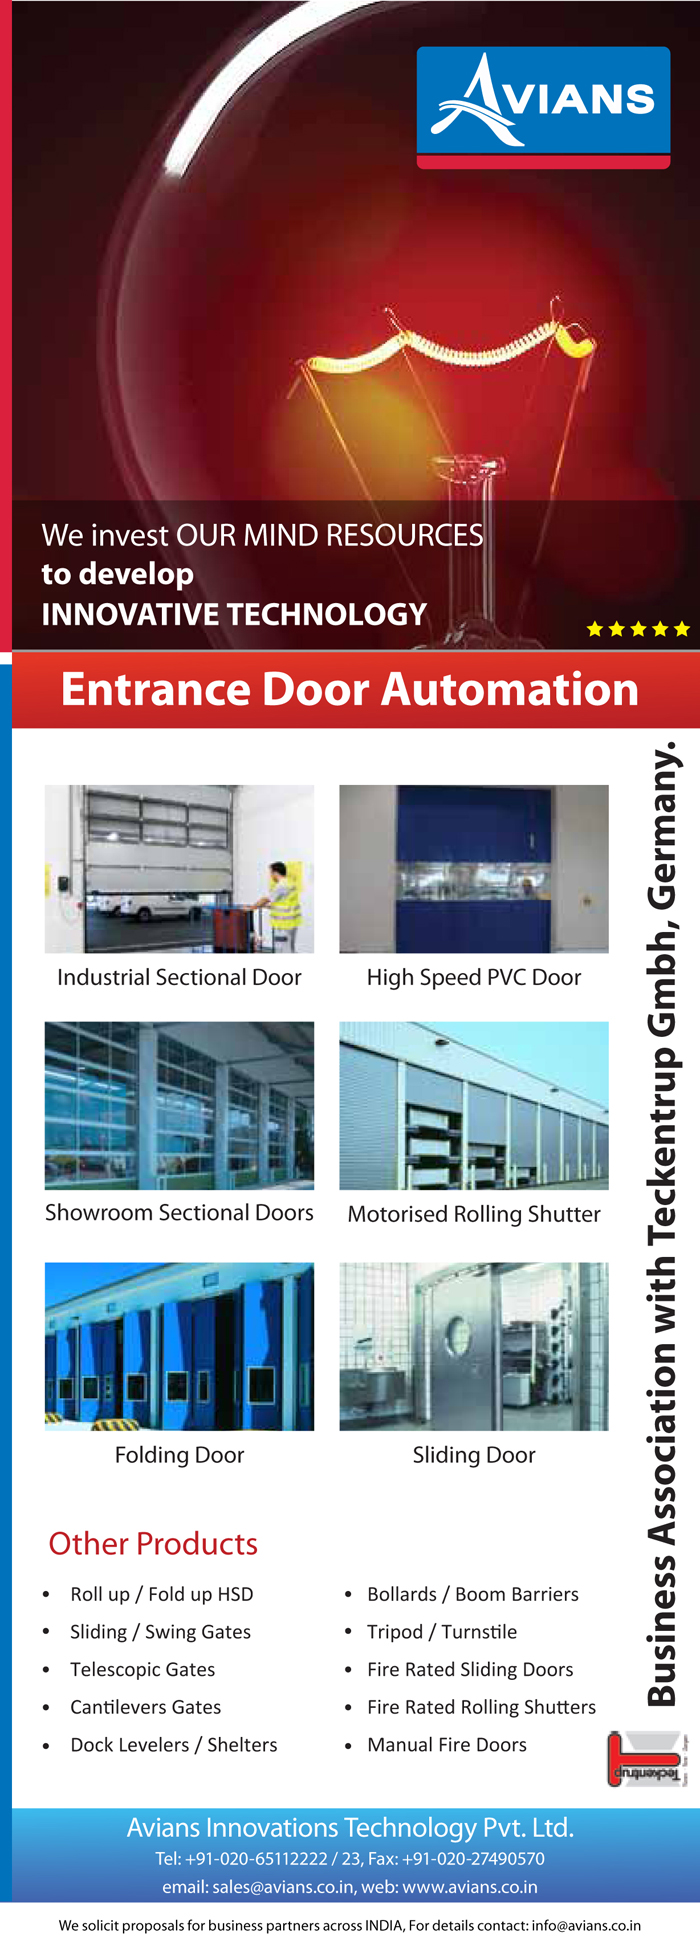 AVIANS
We invest OUR MIND RESOURCES
to develop
INNOVATIVE TECHNOLOGY
Entrance Door Automation
Industrial Sectional Door
High Speed PVC Door
Showroom Sectional Doors
Motorised Rolling Shutter
Folding Door
Sliding Door
Business Association with Teckentrup Gmbh, Germany.
Other Products
• Roll up / Fold up HSD
• Sliding / Swing Gates
• Telescopic Gates
• Cantilevers Gates
• Dock Levelers / Shelters
• Bollards / Boom Barriers
• Tripod / Turnstile
• Fire Rated Sliding Doors
• Fire Rated Rolling Shutters
• Manual Fire Doors
Teckentrup
Avians Innovations Technology Pvt. Ltd.
Tel: +91-020-65112222 / 23, Fax: +91-020-27490570
email: sales@avians.co.in, web: www.avians.co.in
We solicit proposals for business partners across INDIA, For details contact: info@avians.co.in